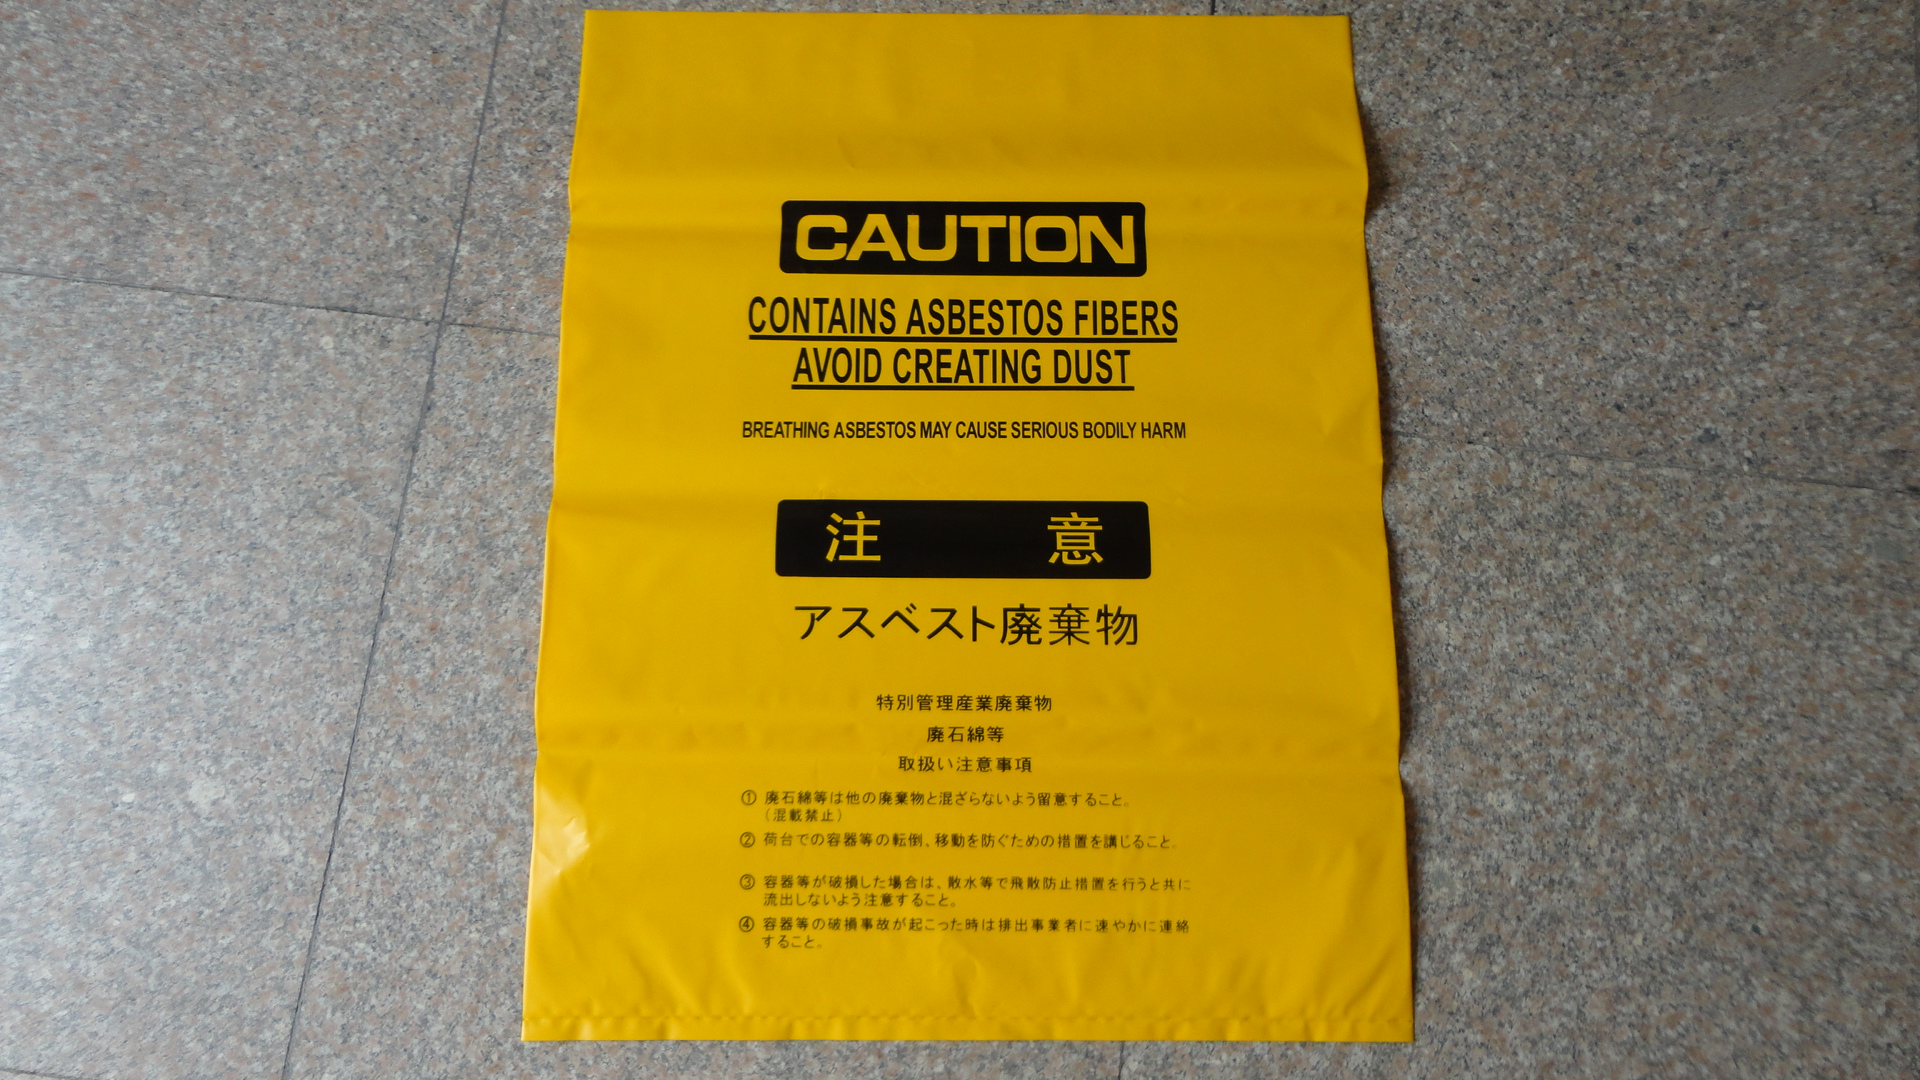 CAUTION
CONTAINS ASBESTOS FIBERS
AVOID CREATING DUST
BREATHING ASBESTOS MAY CAUSE SERIOUS BODILY HARM
注 意
アスベスト廃棄物
特別管理産業廃棄物
廃石綿等
取扱い注意事項
① 廃石綿等は他の廃棄物と混ざらないよう留意すること。
（混載禁止）
② 荷台での容器等の転倒、移動を防ぐための措置を講じること。
③ 容器等が破損した場合は、散水等で飛散防止措置を行うと共に
流出しないよう注意すること。
④ 容器等の破損事故が起こった時は排出事業者に速やかに連絡
すること。